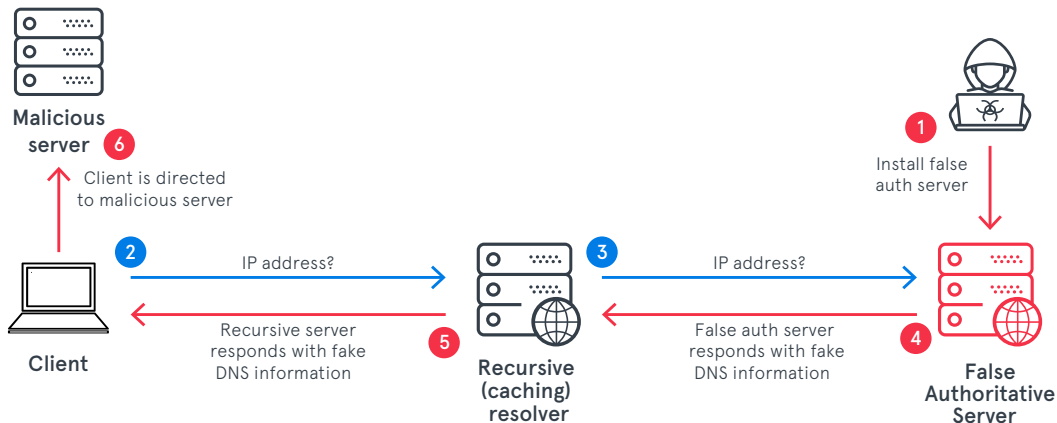 Malicious
server
6
Client is directed
to malicious server
1
Install false
auth server
2
IP address?
3
IP address?
Recursive server
responds with fake
DNS information
5
False auth server
responds with fake
DNS information
4
Client
Recursive
(caching)
resolver
False
Authoritative
Server